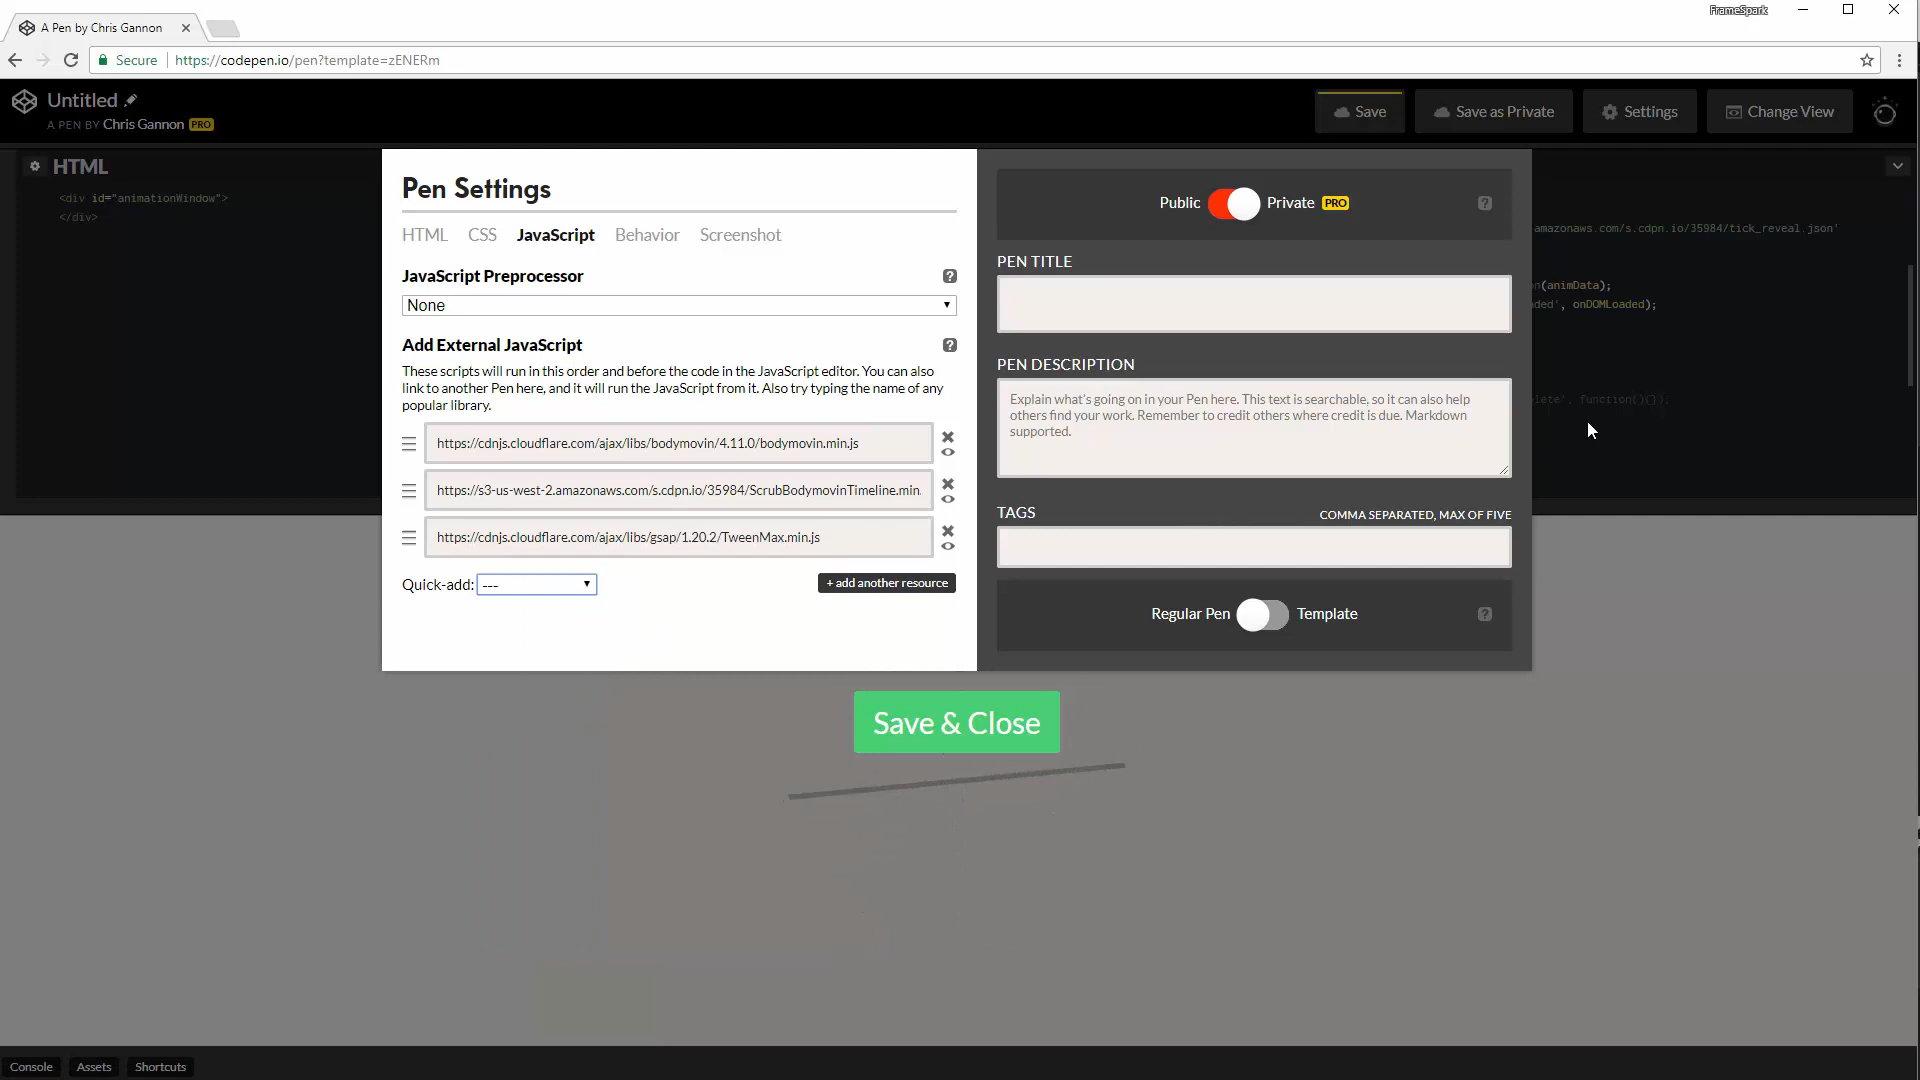 FrameSpark
A Pen by Chris Gannon
Secure
https://codepen.io/pen?template=zENERm
Untitled
A PEN BY Chris Gannon PRO
Save
Save as Private
Settings
Change View
HTML
<div id="animationWindow">
</div>
Pen Settings
HTML CSS JavaScript Behavior Screenshot
JavaScript Preprocessor ?
None
Add External JavaScript ?
These scripts will run in this order and before the code in the JavaScript editor. You can also
link to another Pen here, and it will run the JavaScript from it. Also try typing the name of any
popular library.
https://cdnjs.cloudflare.com/ajax/libs/bodymovin/4.11.0/bodymovin.min.js
https://s3-us-west-2.amazonaws.com/s.cdpn.io/35984/ScrubBodymovinTimeline.min.
https://cdnjs.cloudflare.com/ajax/libs/gsap/1.20.2/TweenMax.min.js
Quick-add: ---
+ add another resource
Public Private PRO ?
PEN TITLE
PEN DESCRIPTION
Explain what's going on in your Pen here. This text is searchable, so it can also help
others find your work. Remember to credit others where credit is due. Markdown
supported.
TAGS COMMA SEPARATED, MAX OF FIVE
Regular Pen Template ?
amazonaws.com/s.cdpn.io/35984/tick_reveal.json'
n(animData);
ded', onDOMLoaded);
lete', function(){});
Save & Close
Console Assets Shortcuts